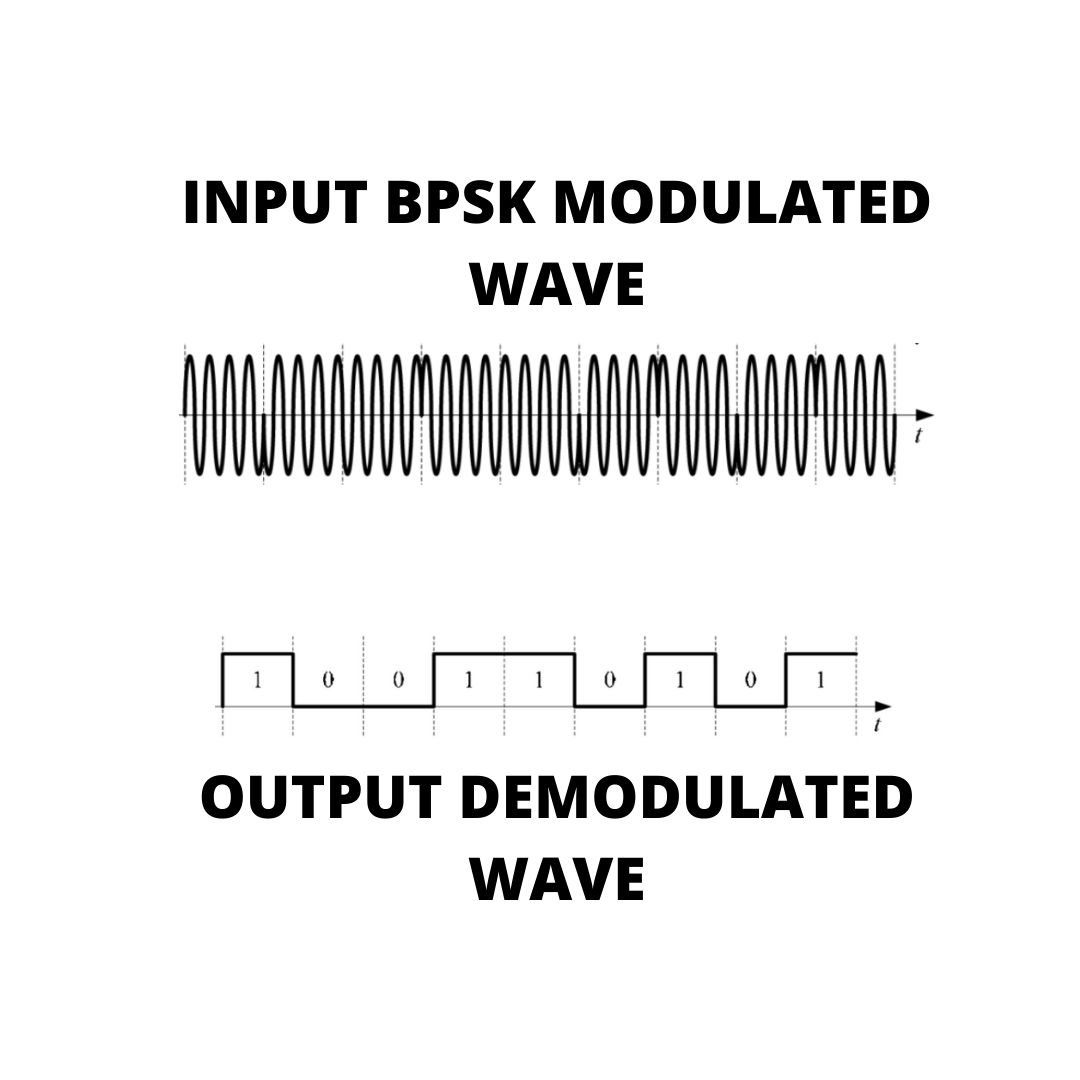 INPUT BPSK MODULATED
WAVE
t
1 0 0 1 1 0 1 0 1
t
OUTPUT DEMODULATED
WAVE